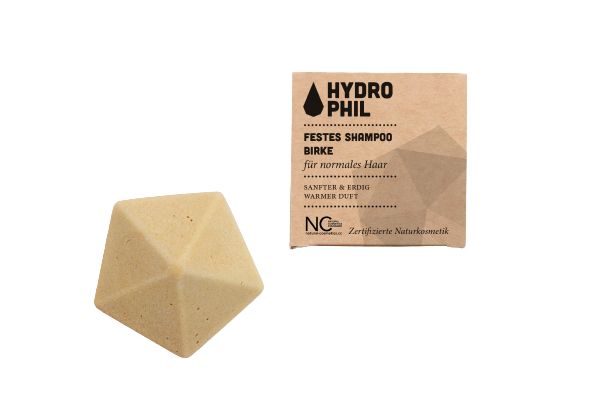 HYDRO
PHIL
FESTES SHAMPOO
BIRKE
für normales Haar
SANFTER & ERDIG
WARMER DUFT
NC
Zertifizierte Naturkosmetik